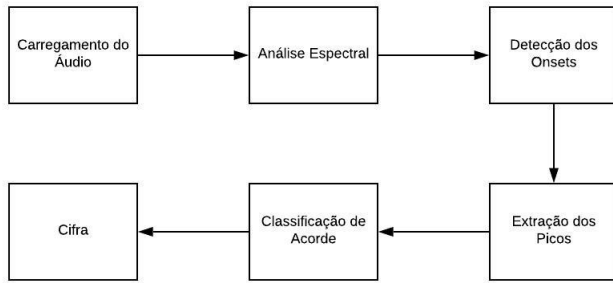 Carregamento do
Áudio
Análise Espectral
Detecção dos
Onsets
Cifra
Classificação de
Acorde
Extração dos
Picos